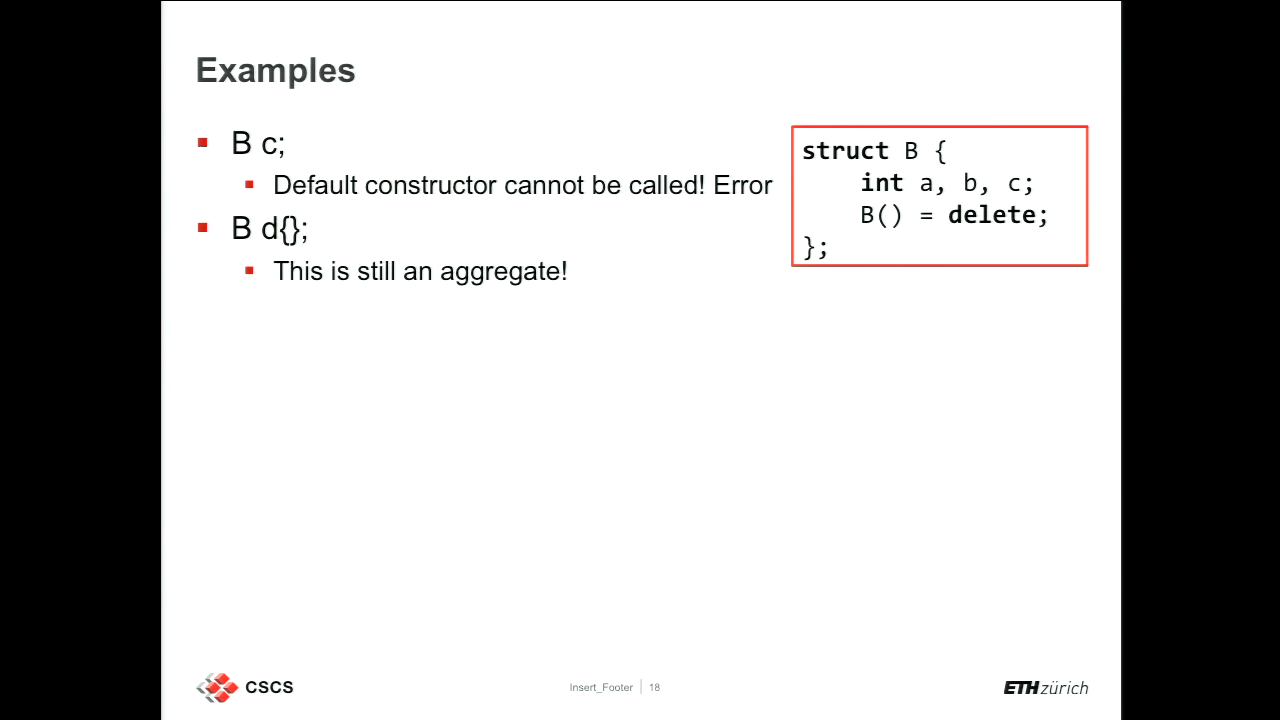 Examples
B c;
Default constructor cannot be called! Error
B d{};
This is still an aggregate!
struct B {
    int a, b, c;
    B() = delete;
};
CSCS
Insert_Footer | 18
ETH zürich